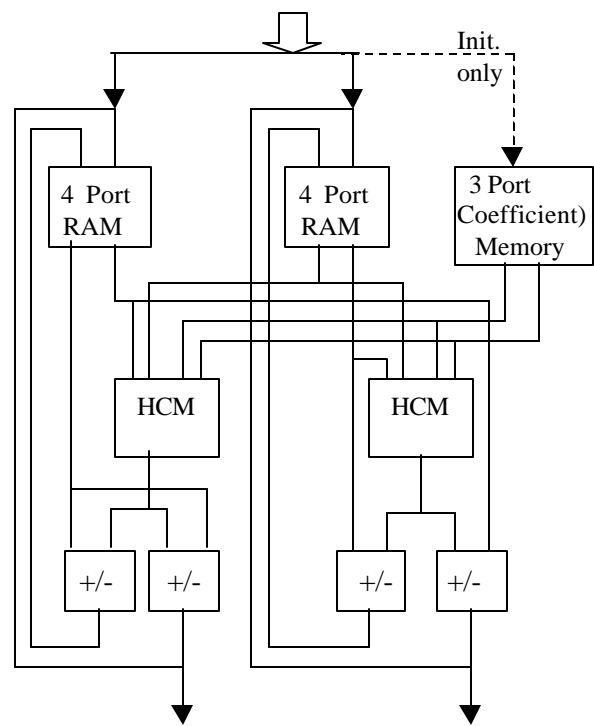 Init.
only
4 Port
RAM
4 Port
RAM
3 Port
Coefficient)
Memory
HCM
HCM
+/-
+/-
+/-
+/-